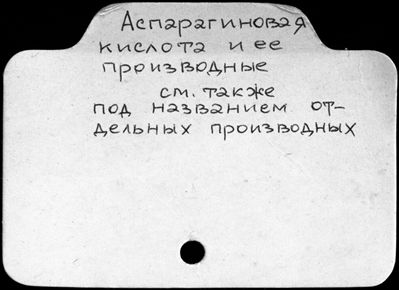 Аспарагиновая
кислота и ее
производные
см. также
под названием от-
дельных производных